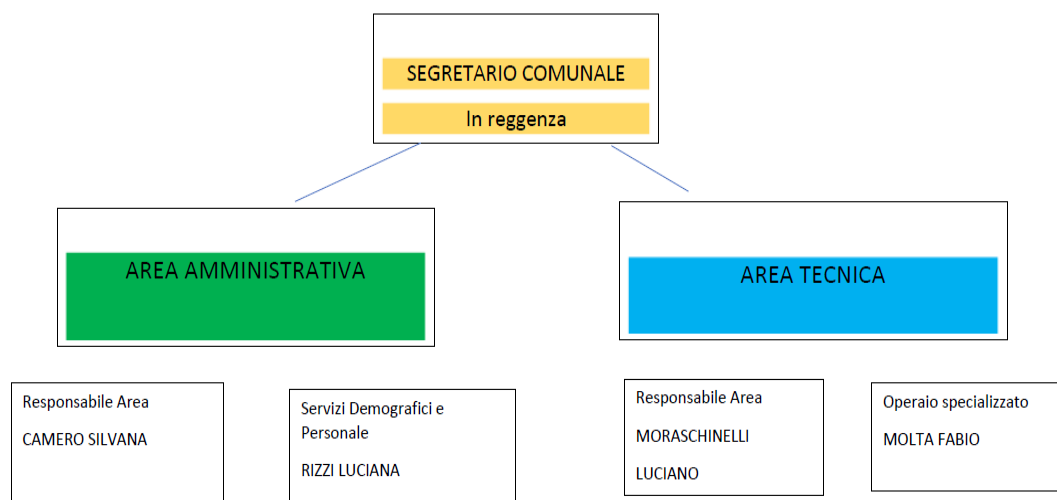 SEGRETARIO COMUNALE
In reggenza
AREA AMMINISTRATIVA
AREA TECNICA
Responsabile Area
CAMERO SILVANA
Servizi Demografici e
Personale
RIZZI LUCIANA
Responsabile Area
MORASCHINELLI
LUCIANO
Operaio specializzato
MOLTA FABIO